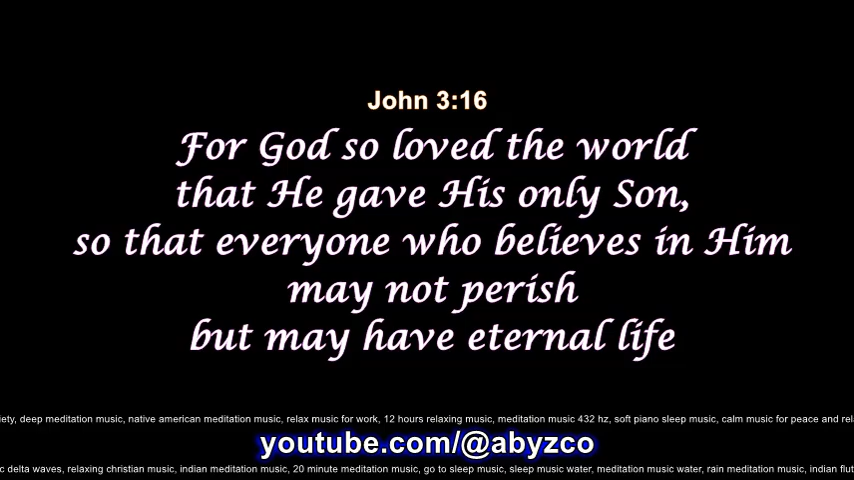 John 3:16
For God so loved the world
that He gave His only Son,
so that everyone who believes in Him
may not perish
but may have eternal life
deep meditation music, native american meditation music, relax music for work, 12 hours relaxing music, meditation music 432 hz, soft piano sleep music, calm music for peace and
youtube.com/@abyzco
delta waves, relaxing christian music, indian meditation music, 20 minute meditation music, go to sleep music, sleep music water, meditation music water, rain meditation music, indian